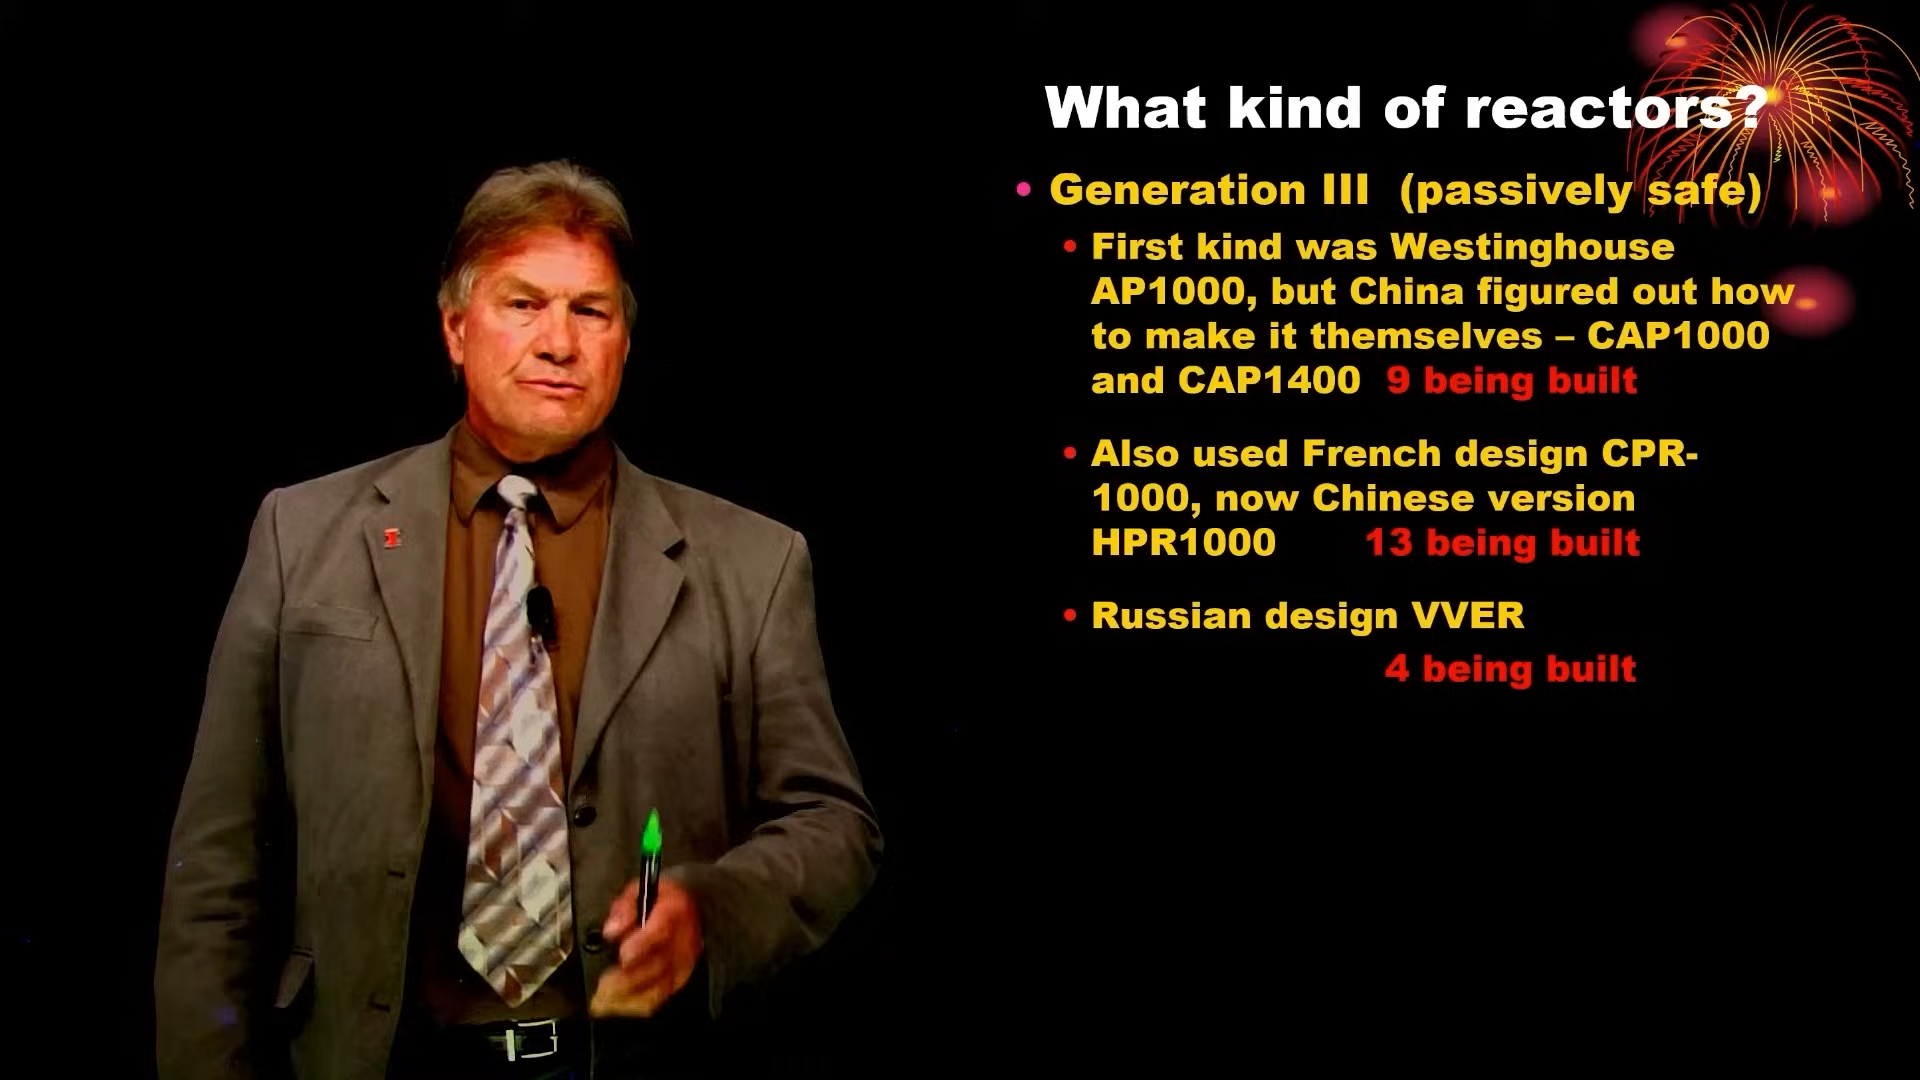 What kind of reactors?
• Generation III (passively safe)
• First kind was Westinghouse
AP1000, but China figured out how
to make it themselves – CAP1000
and CAP1400 9 being built
• Also used French design CPR-
1000, now Chinese version
HPR1000 13 being built
• Russian design VVER
4 being built